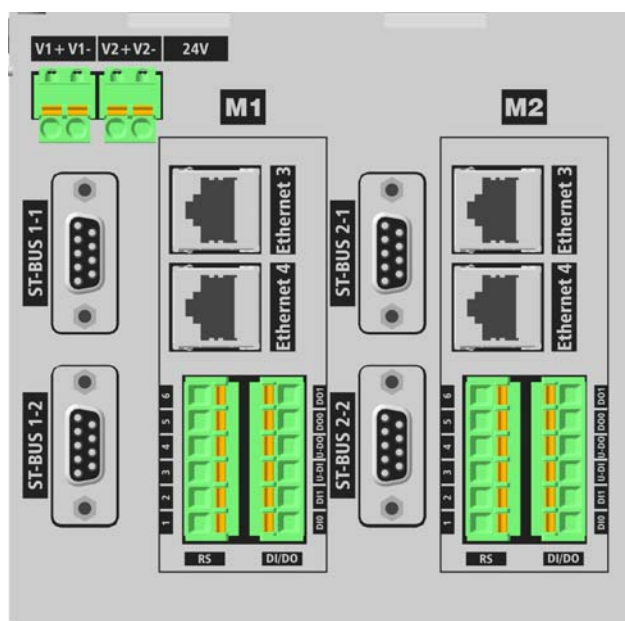 V1+ V1- V2+ V2- 24V
M1
M2
ST-BUS 1-1
Ethernet 3
Ethernet 4
ST-BUS 2-1
Ethernet 3
Ethernet 4
ST-BUS 1-2
6
5
4
3
2
1
DO1
DO0
U-DO
U-DI
DI1
DI0
RS
DI/DO
ST-BUS 2-2
6
5
4
3
2
1
DO1
DO0
U-DO
U-DI
DI1
DI0
RS
DI/DO